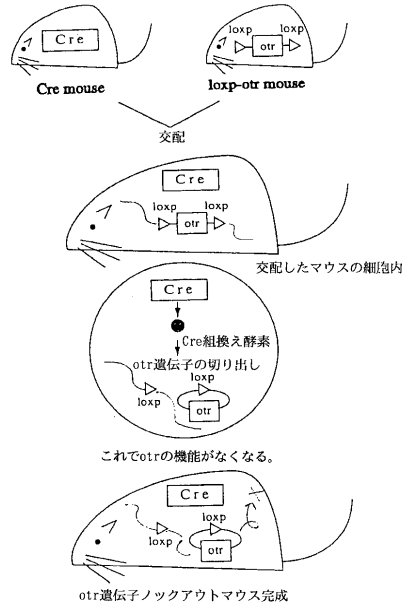 Cre
loxp loxp
otr
Cre mouse
loxp-otr mouse
交配
Cre
loxp loxp
otr
交配したマウスの細胞内
Cre
Cre組換え酵素
otr遺伝子の切り出し
loxp
loxp
otr
これでotrの機能がなくなる。
Cre
loxp
loxp
otr
otr遺伝子ノックアウトマウス完成